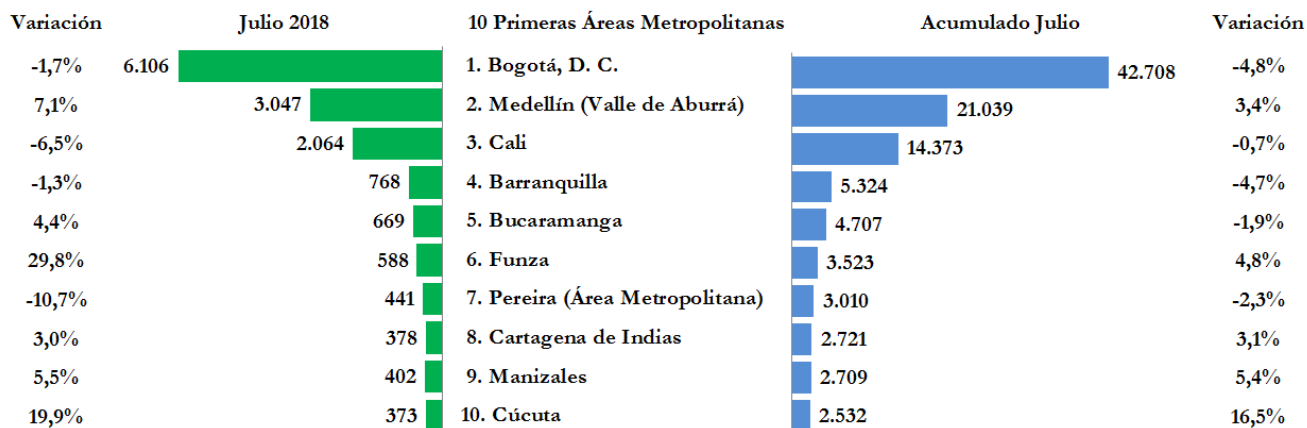 Variación Julio 2018 10 Primeras Áreas Metropolitanas Acumulado Julio Variación
-1,7% 6.106 1. Bogotá, D. C. 42.708 -4,8%
7,1% 3.047 2. Medellín (Valle de Aburrá) 21.039 3,4%
-6,5% 2.064 3. Cali 14.373 -0,7%
-1,3% 768 4. Barranquilla 5.324 -4,7%
4,4% 669 5. Bucaramanga 4.707 -1,9%
29,8% 588 6. Funza 3.523 4,8%
-10,7% 441 7. Pereira (Área Metropolitana) 3.010 -2,3%
3,0% 378 8. Cartagena de Indias 2.721 3,1%
5,5% 402 9. Manizales 2.709 5,4%
19,9% 373 10. Cúcuta 2.532 16,5%